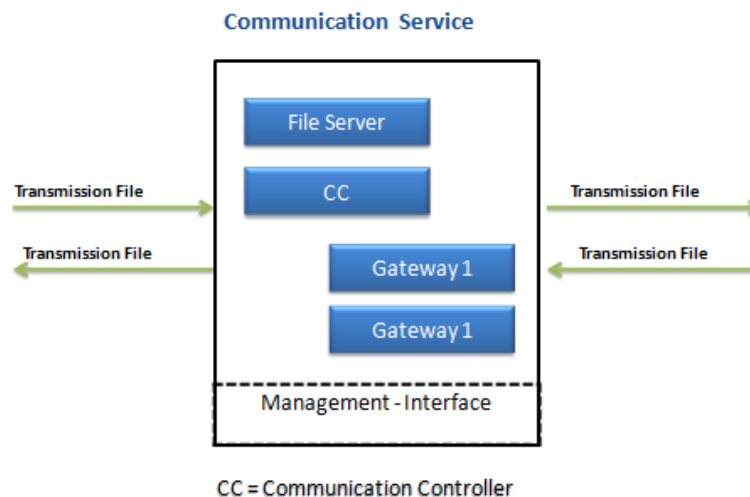 Communication Service
File Server
CC
Transmission File
Transmission File
Transmission File
Transmission File
Gateway 1
Gateway 1
Management - Interface
CC = Communication Controller